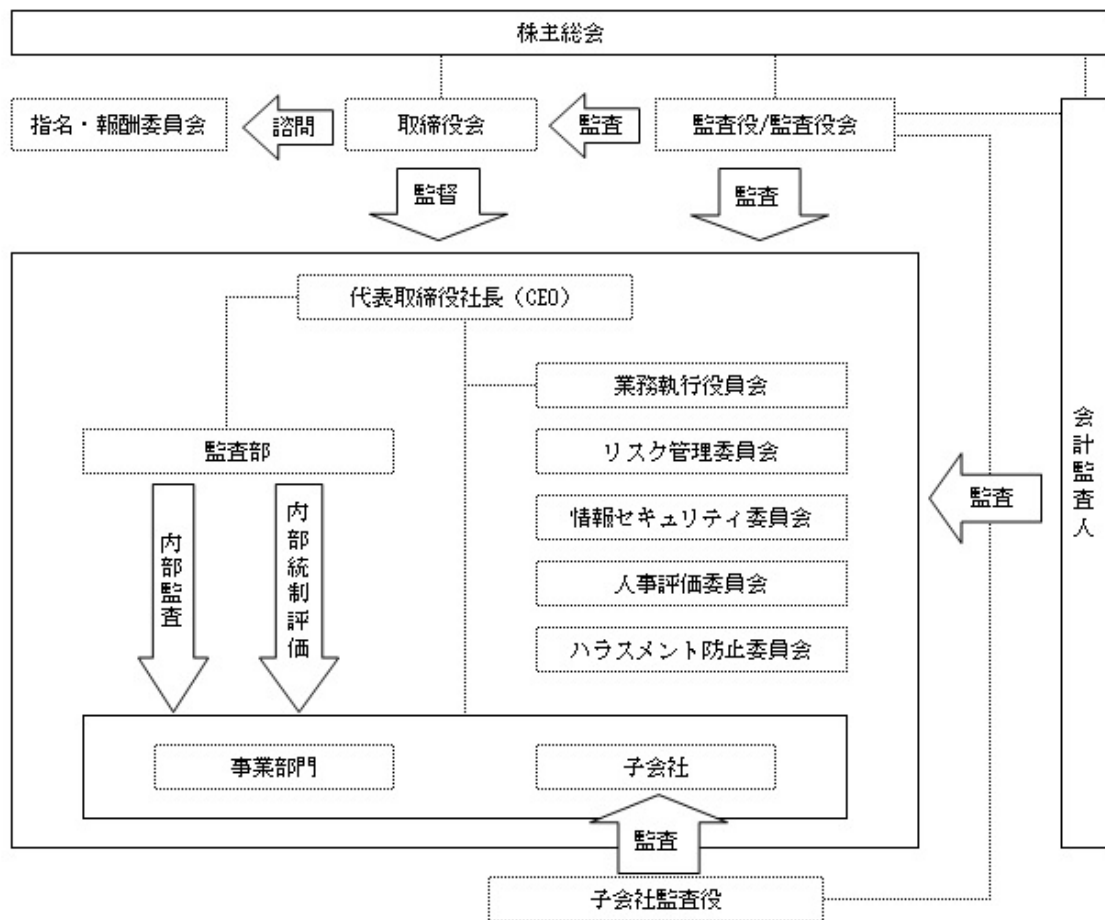 株主総会
指名・報酬委員会
諮問
取締役会
監査
監査役/監査役会
監督
監査
代表取締役社長（CEO）
業務執行役員会
監査部
リスク管理委員会
情報セキュリティ委員会
人事評価委員会
ハラスメント防止委員会
内部監査
内部統制評価
監査
会計監査人
事業部門
子会社
監査
子会社監査役